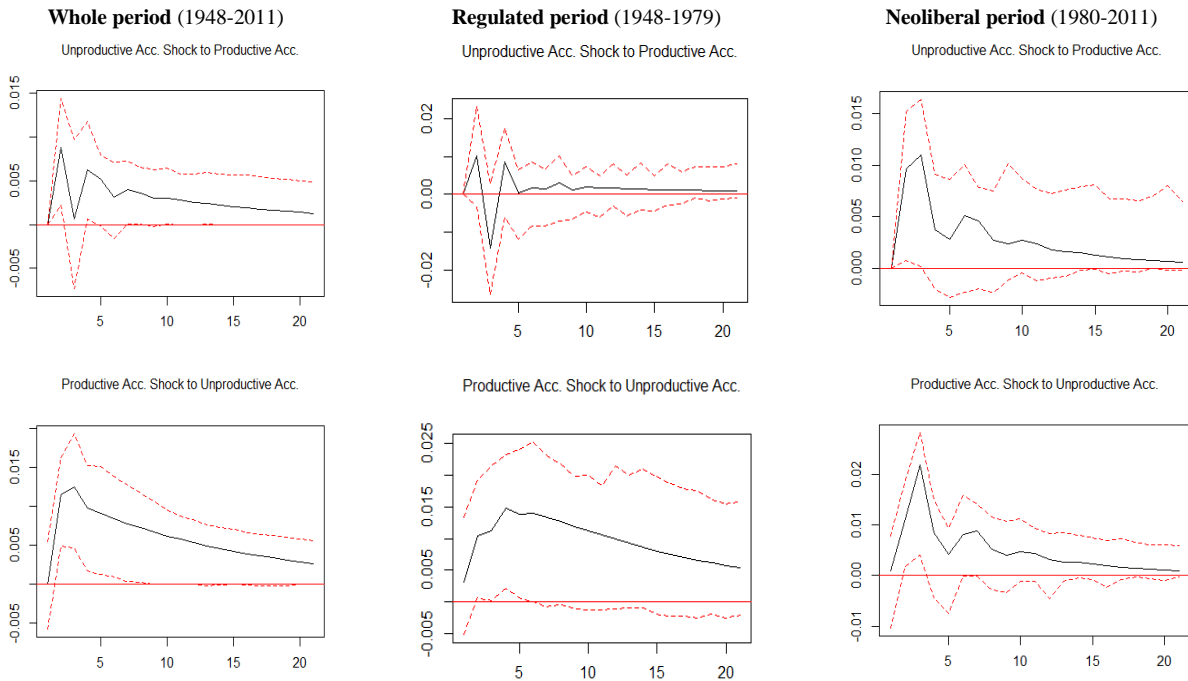 Whole period (1948-2011)
Regulated period (1948-1979)
Neoliberal period (1980-2011)
Unproductive Acc. Shock to Productive Acc.
0.015
0.005
-0.005
5 10 15 20
Unproductive Acc. Shock to Productive Acc.
0.02
0.00
-0.02
5 10 15 20
Unproductive Acc. Shock to Productive Acc.
0.015
0.010
0.005
0.000
5 10 15 20
Productive Acc. Shock to Unproductive Acc.
0.015
0.005
-0.005
5 10 15 20
Productive Acc. Shock to Unproductive Acc.
0.025
0.015
0.005
-0.005
5 10 15 20
Productive Acc. Shock to Unproductive Acc.
0.02
0.01
0.00
-0.01
5 10 15 20